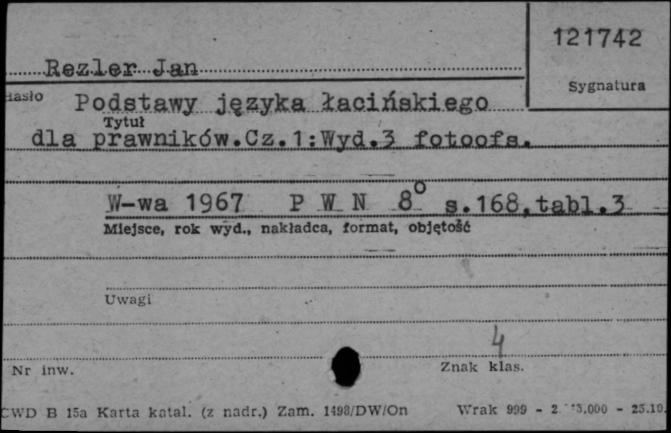 121742
Rezler Jan
Sygnatura
Hasło Podstawy języka łacińskiego
Tytuł
dla prawników.Cz.1:Wyd.3 fotoofs.
W-wa 1967 P W N 8° s.168,tabl.3
Miejsce, rok wyd., nakładca, format, objętość
Uwagi
4
Nr inw.
Znak klas.
CWD B 15a Karta katal. (z nadr.) Zam. 1498/DW/On Wrak 999 - 25.10.